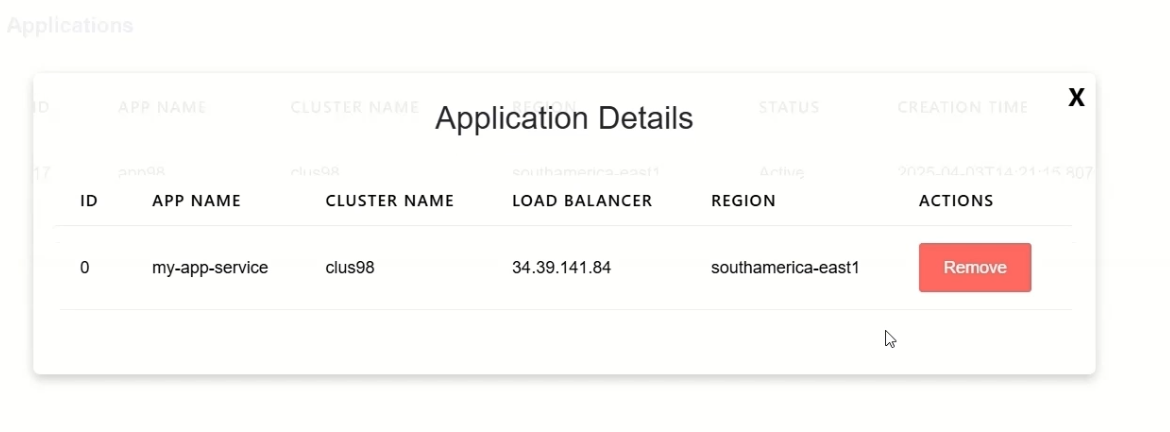 Applications
ID APP NAME CLUSTER NAME REGION STATUS CREATION TIME
Application Details X
17 app98 clus98 southamerica-east1 Active 2025-04-03T14:21:15.807
ID APP NAME CLUSTER NAME LOAD BALANCER REGION ACTIONS
0 my-app-service clus98 34.39.141.84 southamerica-east1 Remove